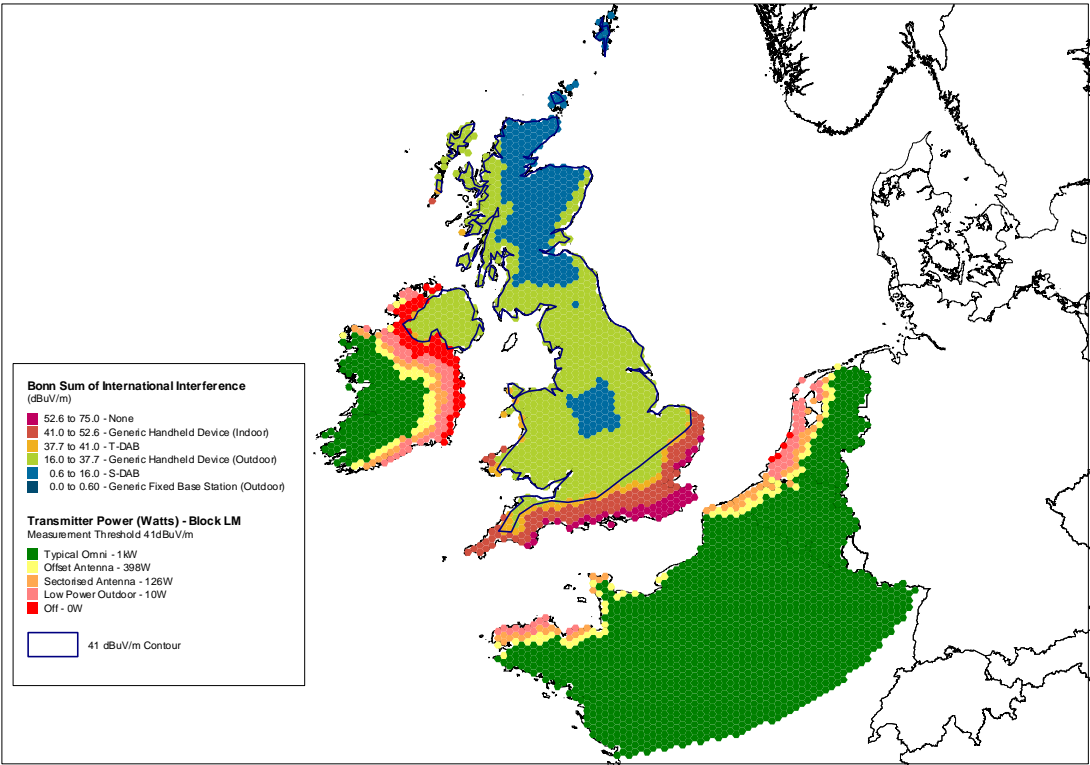 Bonn Sum of International Interference
(dBuV/m)
52.6 to 75.0 - None
41.0 to 52.6 - Generic Handheld Device (Indoor)
37.7 to 41.0 - T-DAB
16.0 to 37.7 - Generic Handheld Device (Outdoor)
0.6 to 16.0 - S-DAB
0.0 to 0.60 - Generic Fixed Base Station (Outdoor)
Transmitter Power (Watts) - Block LM
Measurement Threshold 41dBuV/m
Typical Omni - 1kW
Offset Antenna - 398W
Sectorised Antenna - 126W
Low Power Outdoor - 10W
Off - 0W
41 dBuV/m Contour